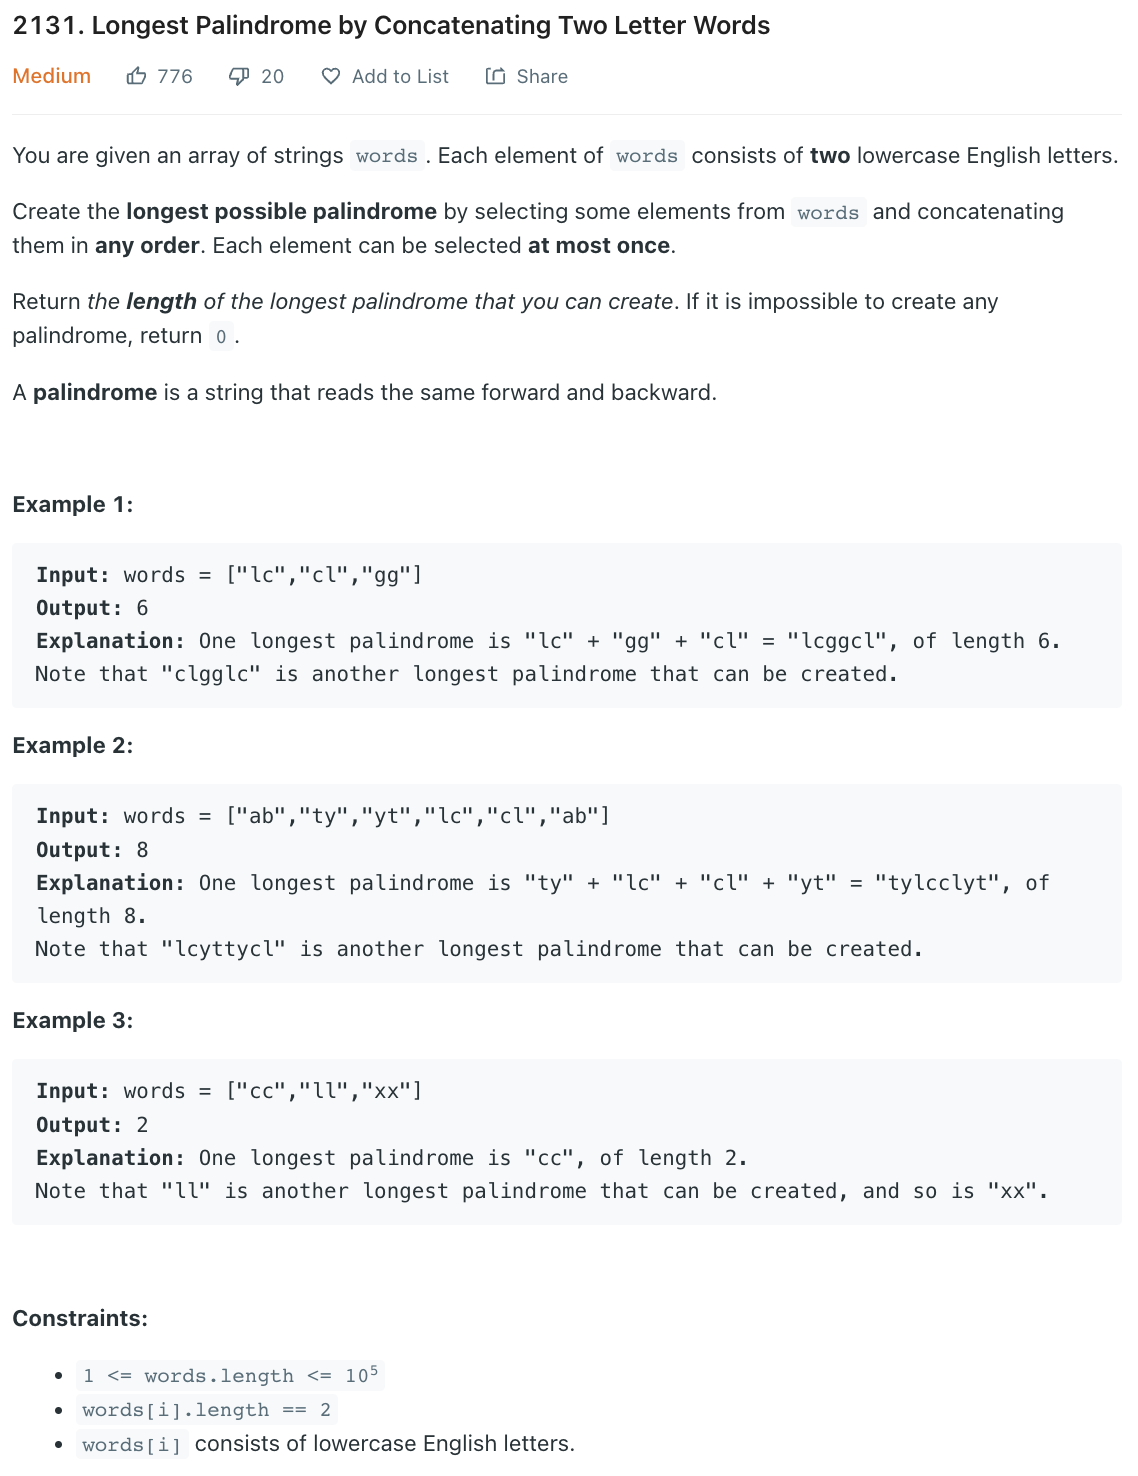 2131. Longest Palindrome by Concatenating Two Letter Words
Medium 776 20 Add to List Share
You are given an array of strings words . Each element of words consists of two lowercase English letters.
Create the longest possible palindrome by selecting some elements from words and concatenating
them in any order. Each element can be selected at most once.
Return the length of the longest palindrome that you can create. If it is impossible to create any
palindrome, return 0 .
A palindrome is a string that reads the same forward and backward.
Example 1:
Input: words = ["lc","cl","gg"]
Output: 6
Explanation: One longest palindrome is "lc" + "gg" + "cl" = "lcggcl", of length 6.
Note that "clgglc" is another longest palindrome that can be created.
Example 2:
Input: words = ["ab","ty","yt","lc","cl","ab"]
Output: 8
Explanation: One longest palindrome is "ty" + "lc" + "cl" + "yt" = "tylcclyt", of
length 8.
Note that "lcyttycl" is another longest palindrome that can be created.
Example 3:
Input: words = ["cc","ll","xx"]
Output: 2
Explanation: One longest palindrome is "cc", of length 2.
Note that "ll" is another longest palindrome that can be created, and so is "xx".
Constraints:
• 1 <= words.length <= 10⁵
• words[i].length == 2
• words[i] consists of lowercase English letters.